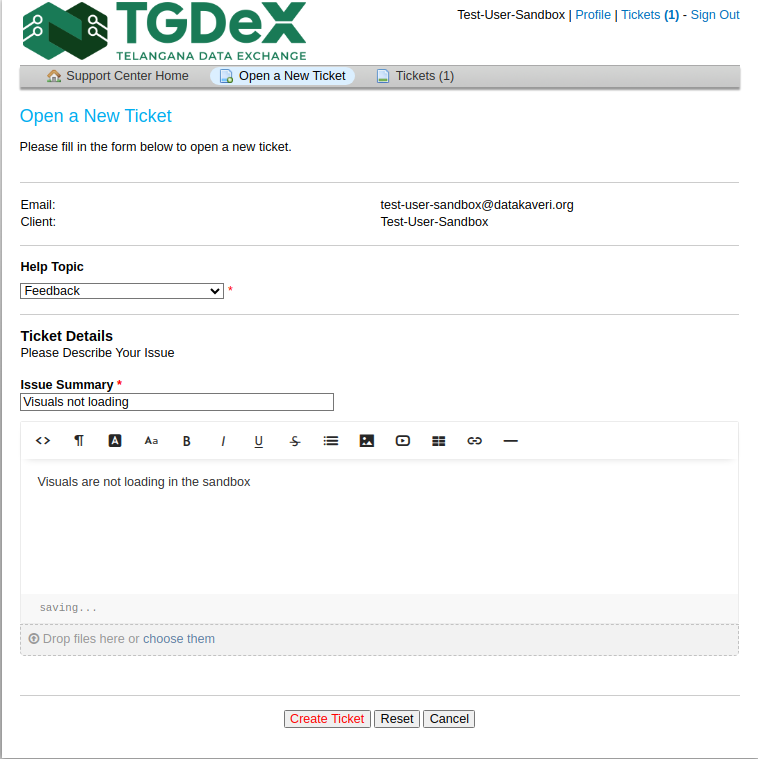 TGDeX
TELANGANA DATA EXCHANGE
Test-User-Sandbox | Profile | Tickets (1) - Sign Out
Support Center Home Open a New Ticket Tickets (1)
Open a New Ticket
Please fill in the form below to open a new ticket.
Email: test-user-sandbox@datakaveri.org
Client: Test-User-Sandbox
Help Topic
Feedback *
Ticket Details
Please Describe Your Issue
Issue Summary *
Visuals not loading
<> ¶ A Aa B I U S
Visuals are not loading in the sandbox
saving...
Drop files here or choose them
Create Ticket Reset Cancel